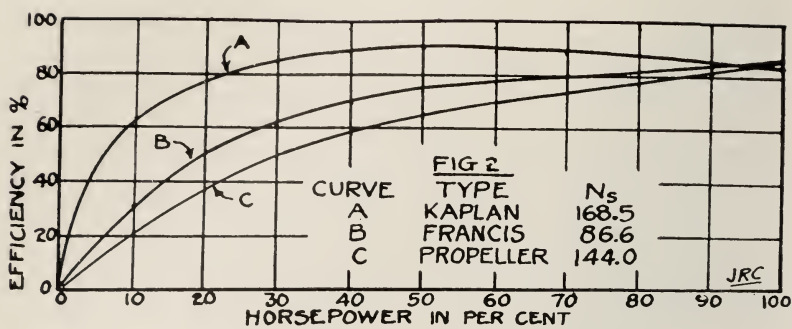 100
80
60
40
20
0
EFFICIENCY IN %
A
B
C
FIG 2
CURVE TYPE Ns
A KAPLAN 168.5
B FRANCIS 86.6
C PROPELLER 144.0
JRC
0 10 20 30 40 50 60 70 80 90 100
HORSEPOWER IN PER CENT